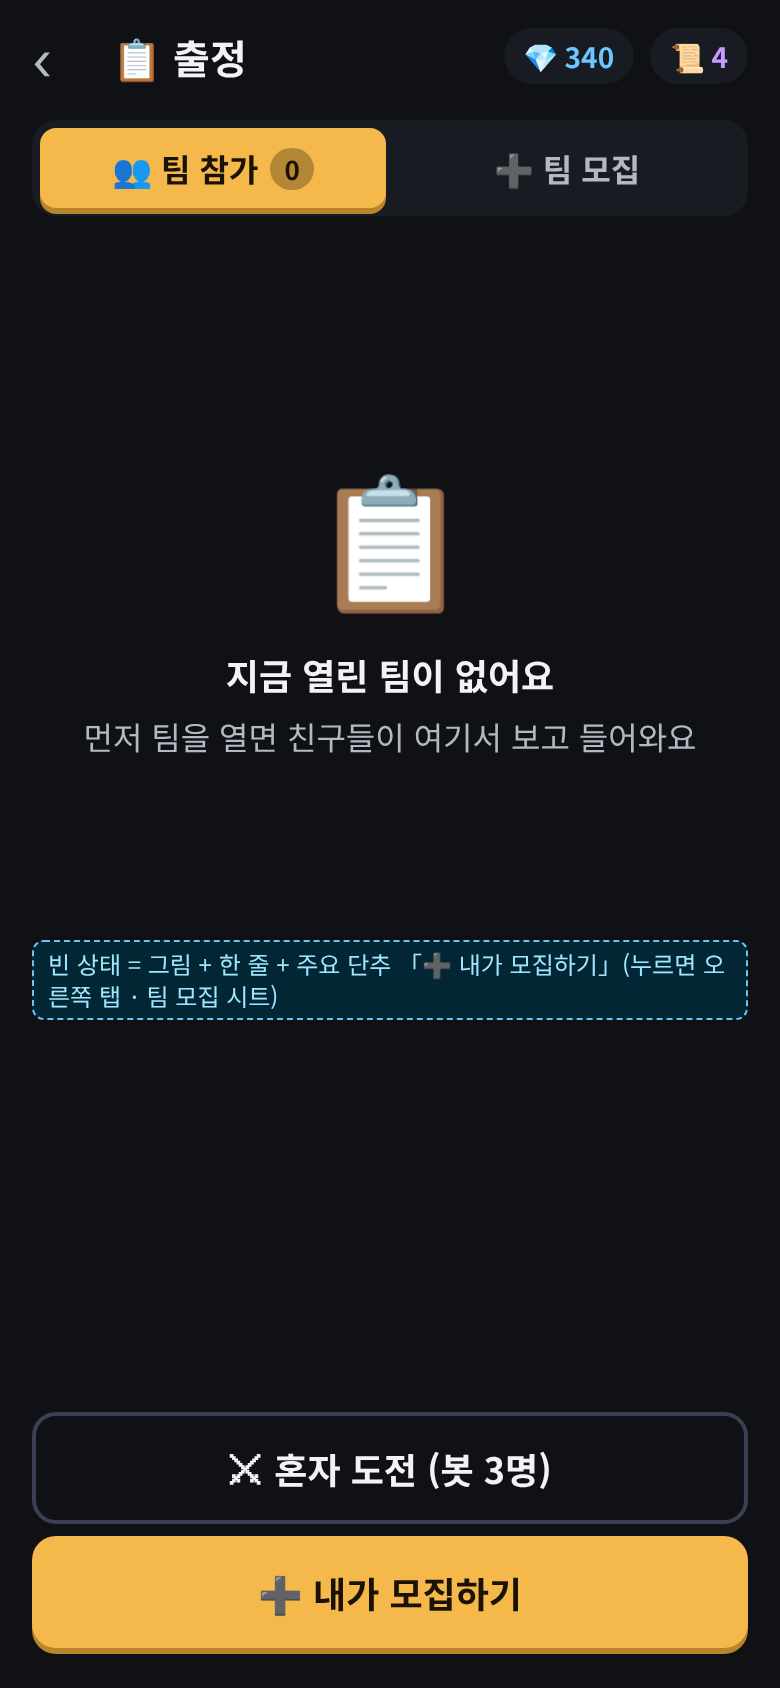 ‹ 📋 출정 💎 340 📜 4
👥 팀 참가 0 ➕ 팀 모집
지금 열린 팀이 없어요
먼저 팀을 열면 친구들이 여기서 보고 들어와요
빈 상태 = 그림 + 한 줄 + 주요 단추 「➕ 내가 모집하기」(누르면 오
른쪽 탭 · 팀 모집 시트)
⚔ 혼자 도전 (봇 3명)
➕ 내가 모집하기